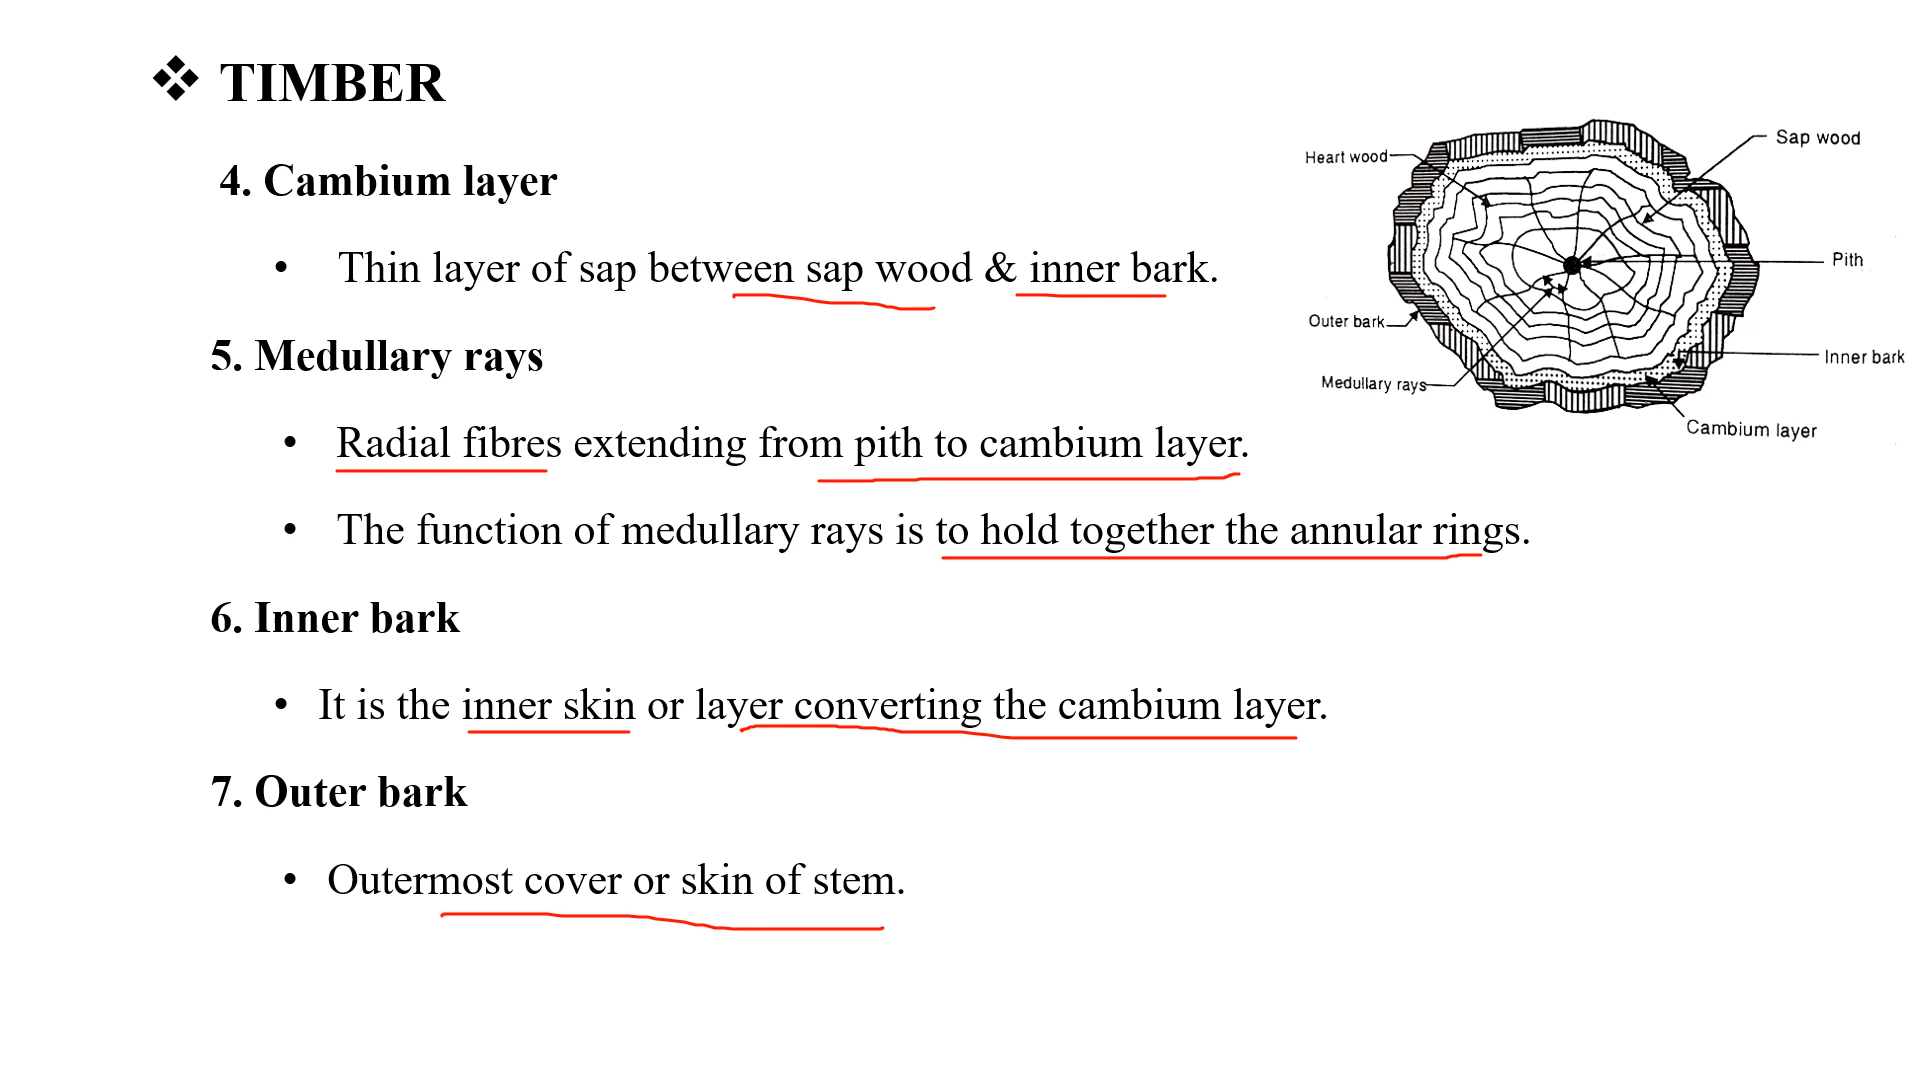 ❖ TIMBER
4. Cambium layer
• Thin layer of sap between sap wood & inner bark.
5. Medullary rays
• Radial fibres extending from pith to cambium layer.
• The function of medullary rays is to hold together the annular rings.
6. Inner bark
• It is the inner skin or layer converting the cambium layer.
7. Outer bark
• Outermost cover or skin of stem.
Sap wood
Heart wood
Pith
Outer bark
Inner bark
Medullary rays
Cambium layer